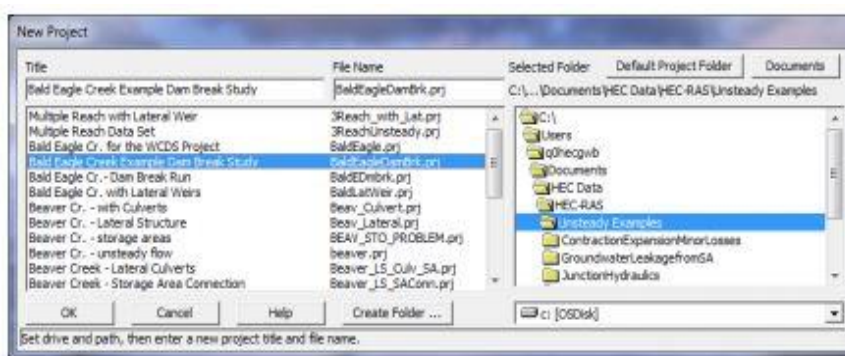 New Project
Title File Name Selected Folder Default Project Folder Documents
Bald Eagle Creek Example Dam Break Study BaldEagleDamBrk.prj C:\...\Documents\HEC Data\HEC-RAS\Unsteady Examples
Multiple Reach with Lateral Weir 3Reach_with_Lat.prj
Multiple Reach Data Set 3ReachUnsteady.prj
Bald Eagle Cr. for the WCDS Project BaldEagle.prj
Bald Eagle Creek Example Dam Break Study BaldEagleDamBrk.prj
Bald Eagle Cr.-Dam Break Run BaldEDmbrk.prj
Bald Eagle Cr. with Lateral Weirs BaldLatWeir.prj
Beaver Cr. - with Culverts Beav_Culvert.prj
Beaver Cr. - Lateral Structure Beav_Lateral.prj
Beaver Cr. - storage areas BEAV_STO_PROBLEM.prj
Beaver Cr. - unsteady flow beaver.prj
Beaver Creek - Lateral Culverts Beaver_LS_Culv_SA.prj
Beaver Creek - Storage Area Connection Beaver_LS_SAConn.prj
C:\
Users
q0hecgwb
Documents
HEC Data
HEC-RAS
Unsteady Examples
ContractionExpansionMinorLosses
GroundwaterLeakagefromSA
JunctionHydraulics
OK Cancel Help Create Folder ... c: [OSDisk]
Set drive and path, then enter a new project title and file name.